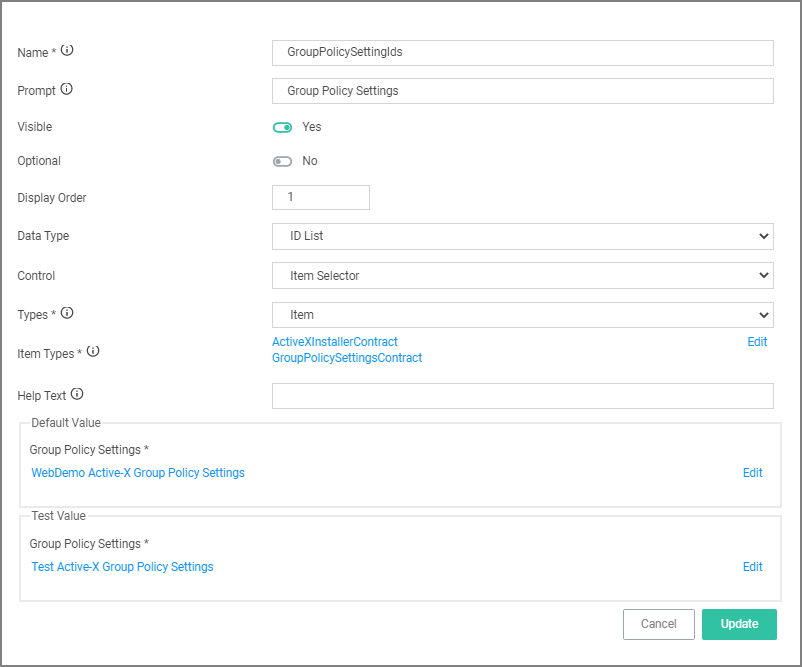 Name * GroupPolicySettingIds
Prompt Group Policy Settings
Visible Yes
Optional No
Display Order 1
Data Type ID List
Control Item Selector
Types * Item
Item Types * ActiveXInstallerContract Edit
GroupPolicySettingsContract
Help Text
Default Value
Group Policy Settings *
WebDemo Active-X Group Policy Settings Edit
Test Value
Group Policy Settings *
Test Active-X Group Policy Settings Edit
Cancel Update